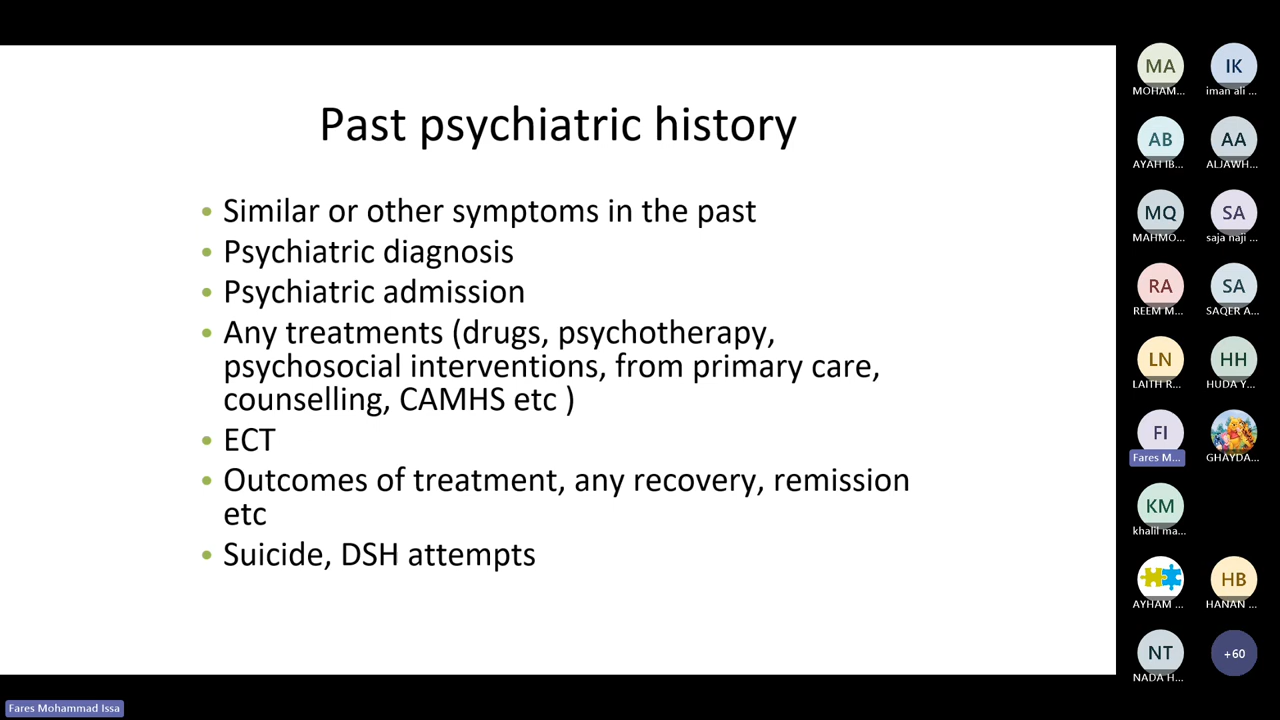 Past psychiatric history
• Similar or other symptoms in the past
• Psychiatric diagnosis
• Psychiatric admission
• Any treatments (drugs, psychotherapy,
psychosocial interventions, from primary care,
counselling, CAMHS etc )
• ECT
• Outcomes of treatment, any recovery, remission
etc
• Suicide, DSH attempts
MA
MOHAM...
IK
iman ali ...
AB
AYAH IB...
AA
ALJAWH...
MQ
MAHMO...
SA
saja naji ...
RA
REEM M...
SA
SAQER A...
LN
LAITH R...
HH
HUDA Y...
FI
Fares M...
GHAYDA...
KM
khalil ma...
AYHAM ...
HB
HANAN ...
NT
NADA H...
+60
Fares Mohammad Issa